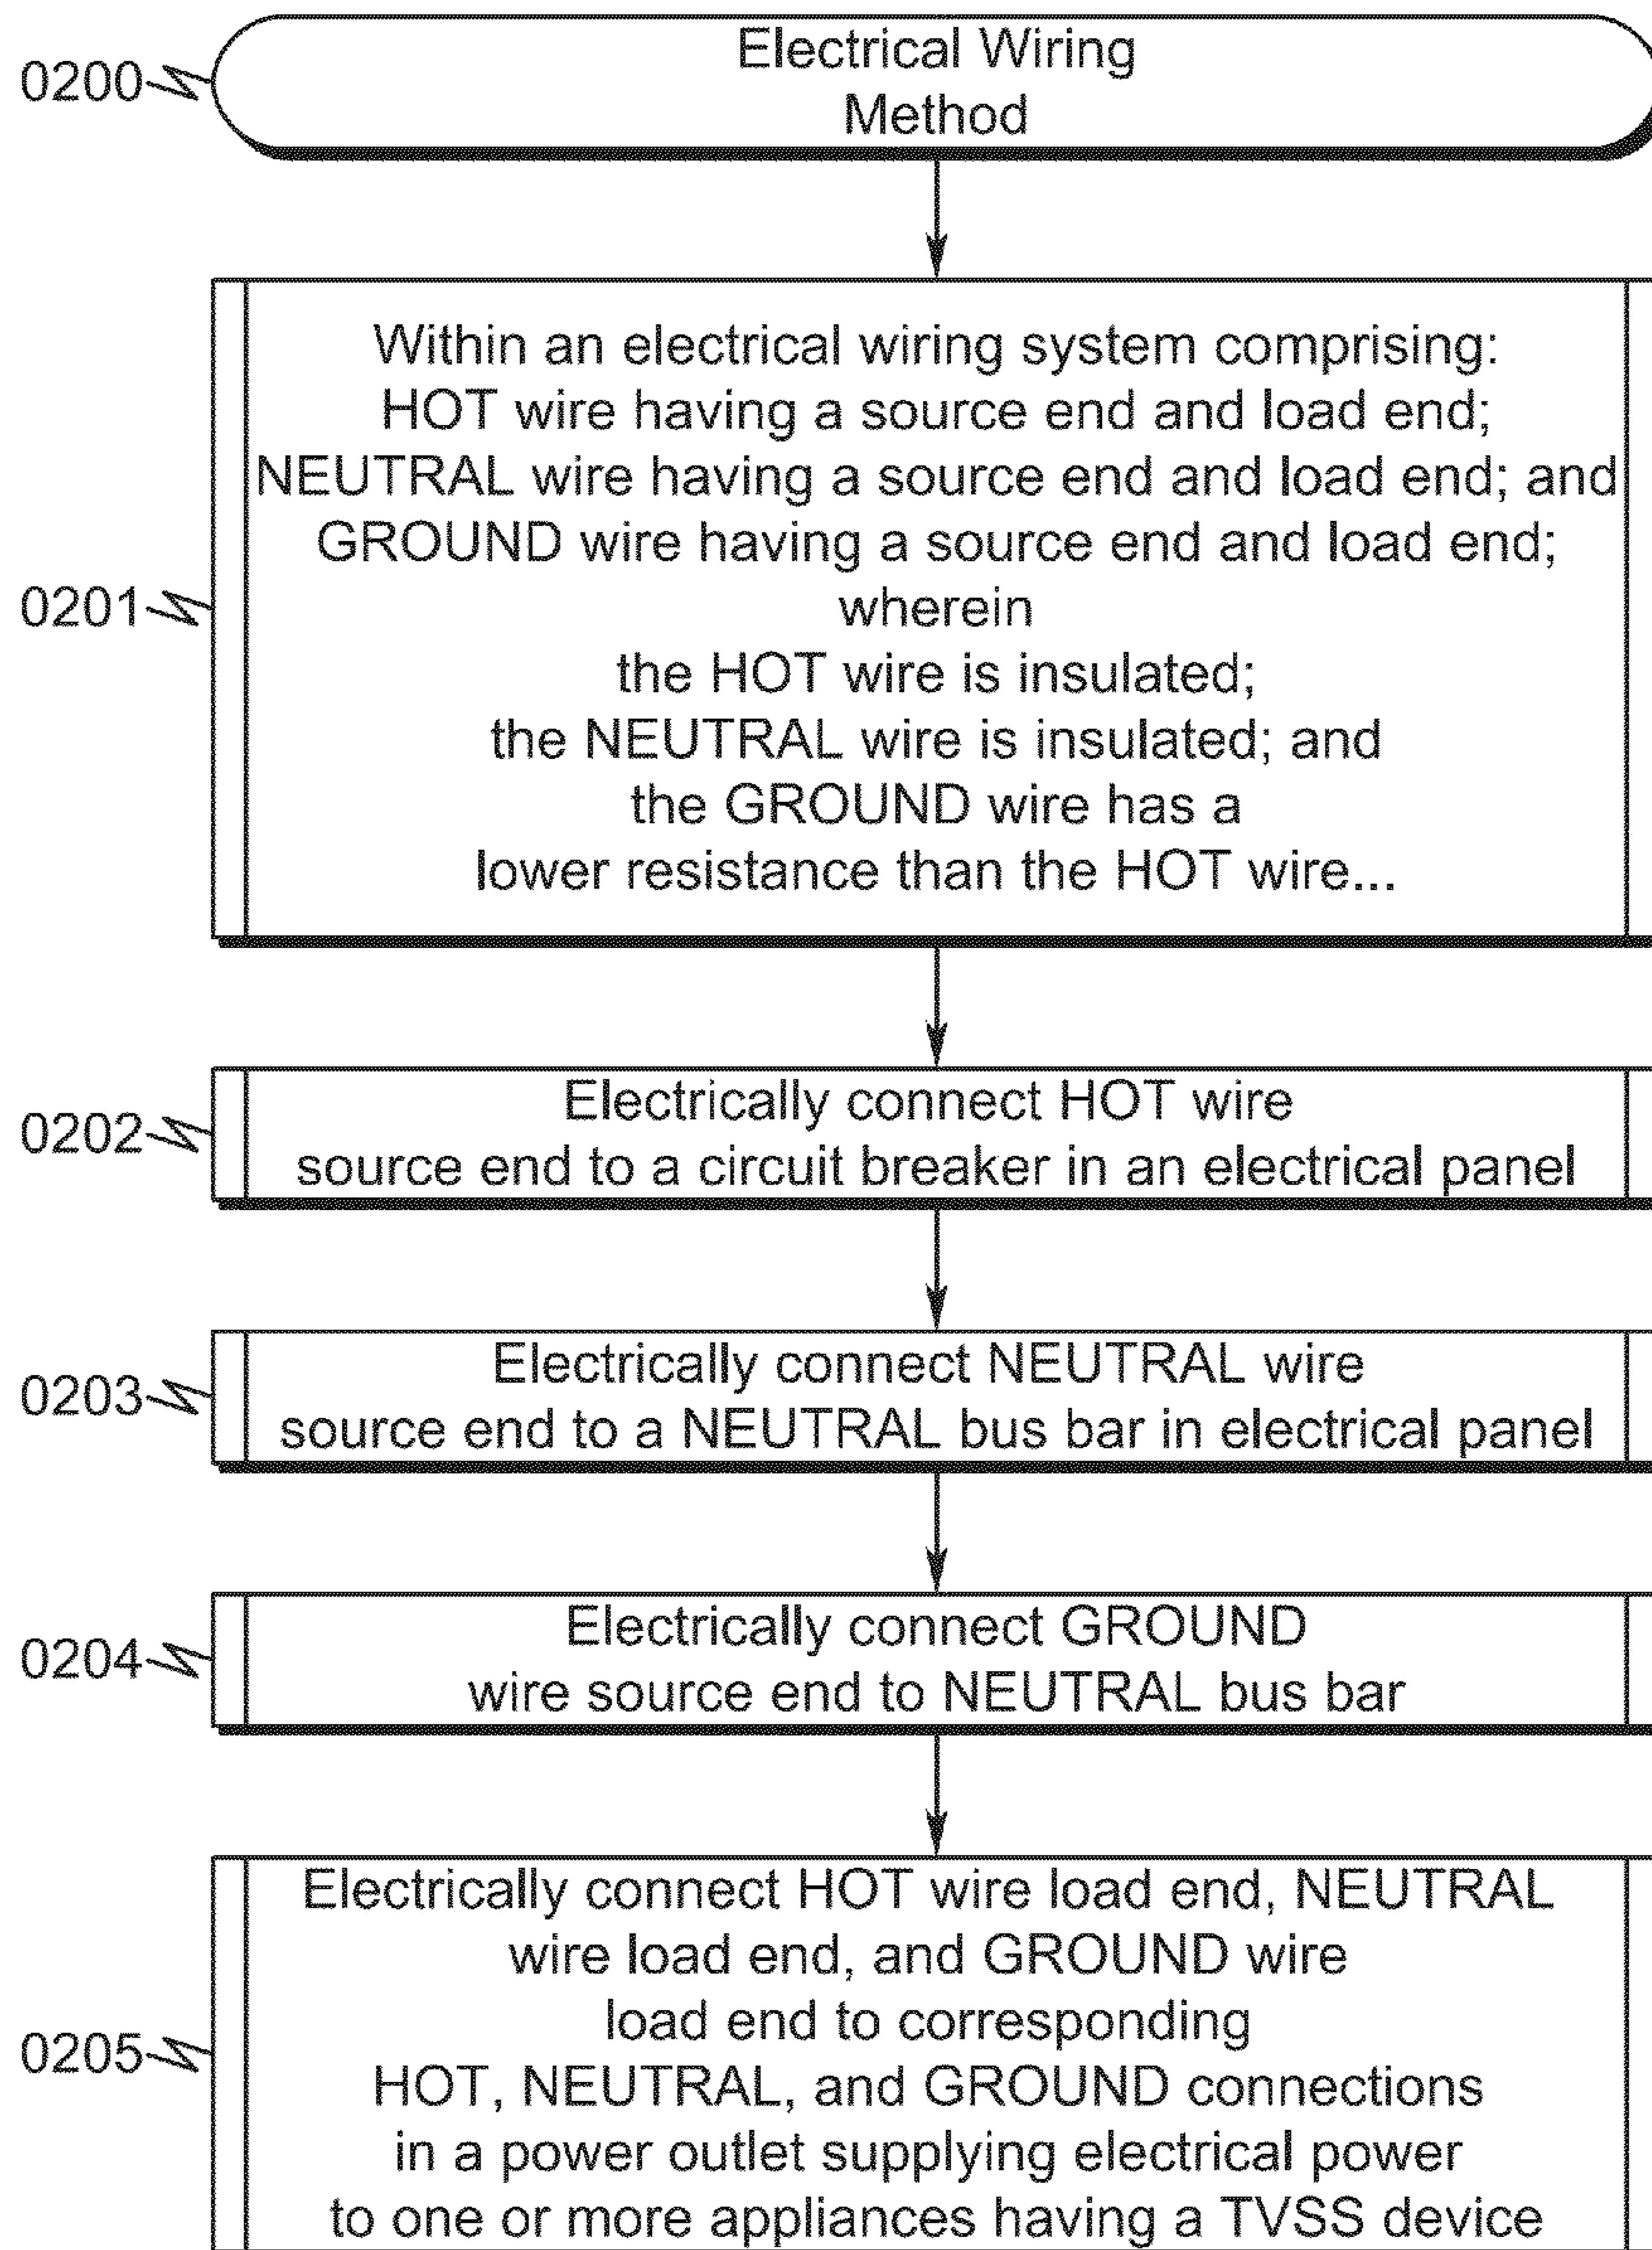 0200
Electrical Wiring
Method
0201
Within an electrical wiring system comprising:
HOT wire having a source end and load end;
NEUTRAL wire having a source end and load end; and
GROUND wire having a source end and load end;
wherein
the HOT wire is insulated;
the NEUTRAL wire is insulated; and
the GROUND wire has a
lower resistance than the HOT wire...
0202
Electrically connect HOT wire
source end to a circuit breaker in an electrical panel
0203
Electrically connect NEUTRAL wire
source end to a NEUTRAL bus bar in electrical panel
0204
Electrically connect GROUND
wire source end to NEUTRAL bus bar
0205
Electrically connect HOT wire load end, NEUTRAL
wire load end, and GROUND wire
load end to corresponding
HOT, NEUTRAL, and GROUND connections
in a power outlet supplying electrical power
to one or more appliances having a TVSS device